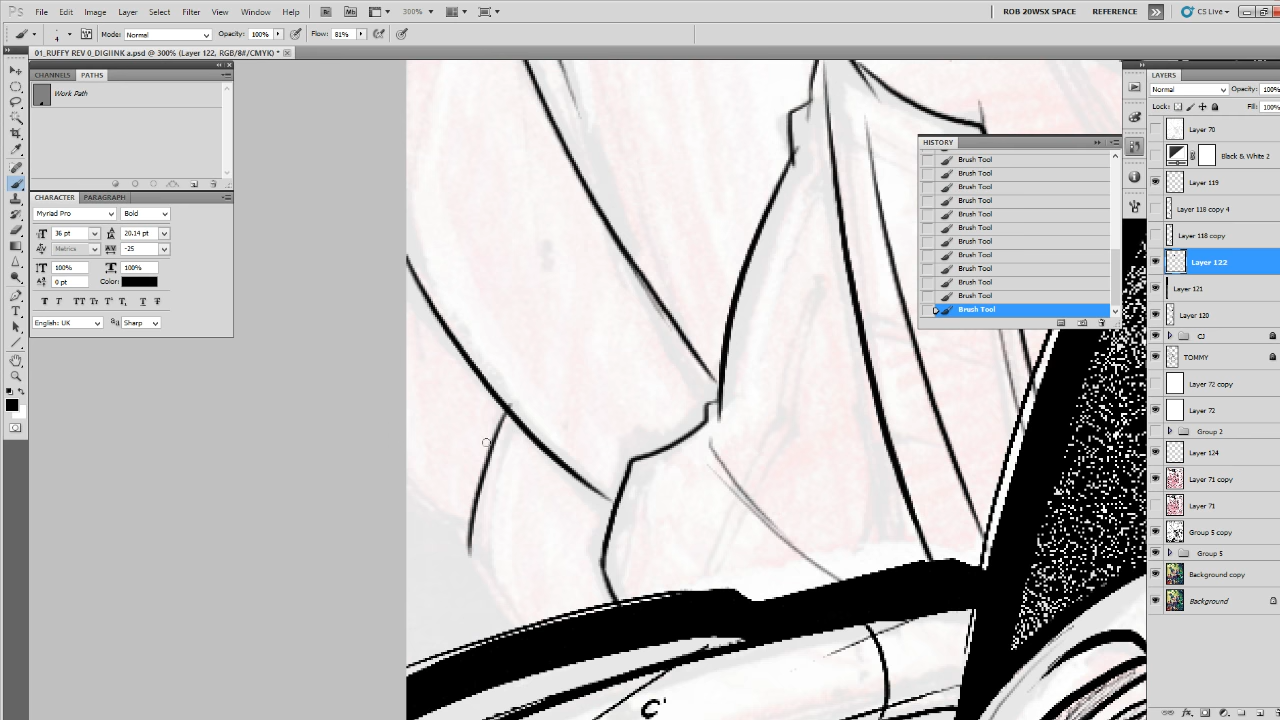 Ps File Edit Image Layer Select Filter View Window Help Br Mb 300% ROB 20WSX SPACE REFERENCE CS Live
4 Mode: Normal Opacity: 100% Flow: 81%
01_RUFFY REV 0_DIGIINK a.psd @ 300% (Layer 122, RGB/8#/CMYK) *
CHANNELS PATHS
Work Path
CHARACTER PARAGRAPH
Myriad Pro Bold
36 pt 20.14 pt
Metrics -25
100% 100%
0 pt Color:
English: UK Sharp
HISTORY
Brush Tool
Brush Tool
Brush Tool
Brush Tool
Brush Tool
Brush Tool
Brush Tool
Brush Tool
Brush Tool
Brush Tool
Brush Tool
Brush Tool
LAYERS
Normal Opacity: 100%
Lock: Fill: 100%
Layer 70
Black & White 2
Layer 119
Layer 118 copy 4
Layer 118 copy
Layer 122
Layer 121
Layer 120
CJ
TOMMY
Layer 72 copy
Layer 72
Group 2
Layer 124
Layer 71 copy
Layer 71
Group 5 copy
Group 5
Background copy
Background